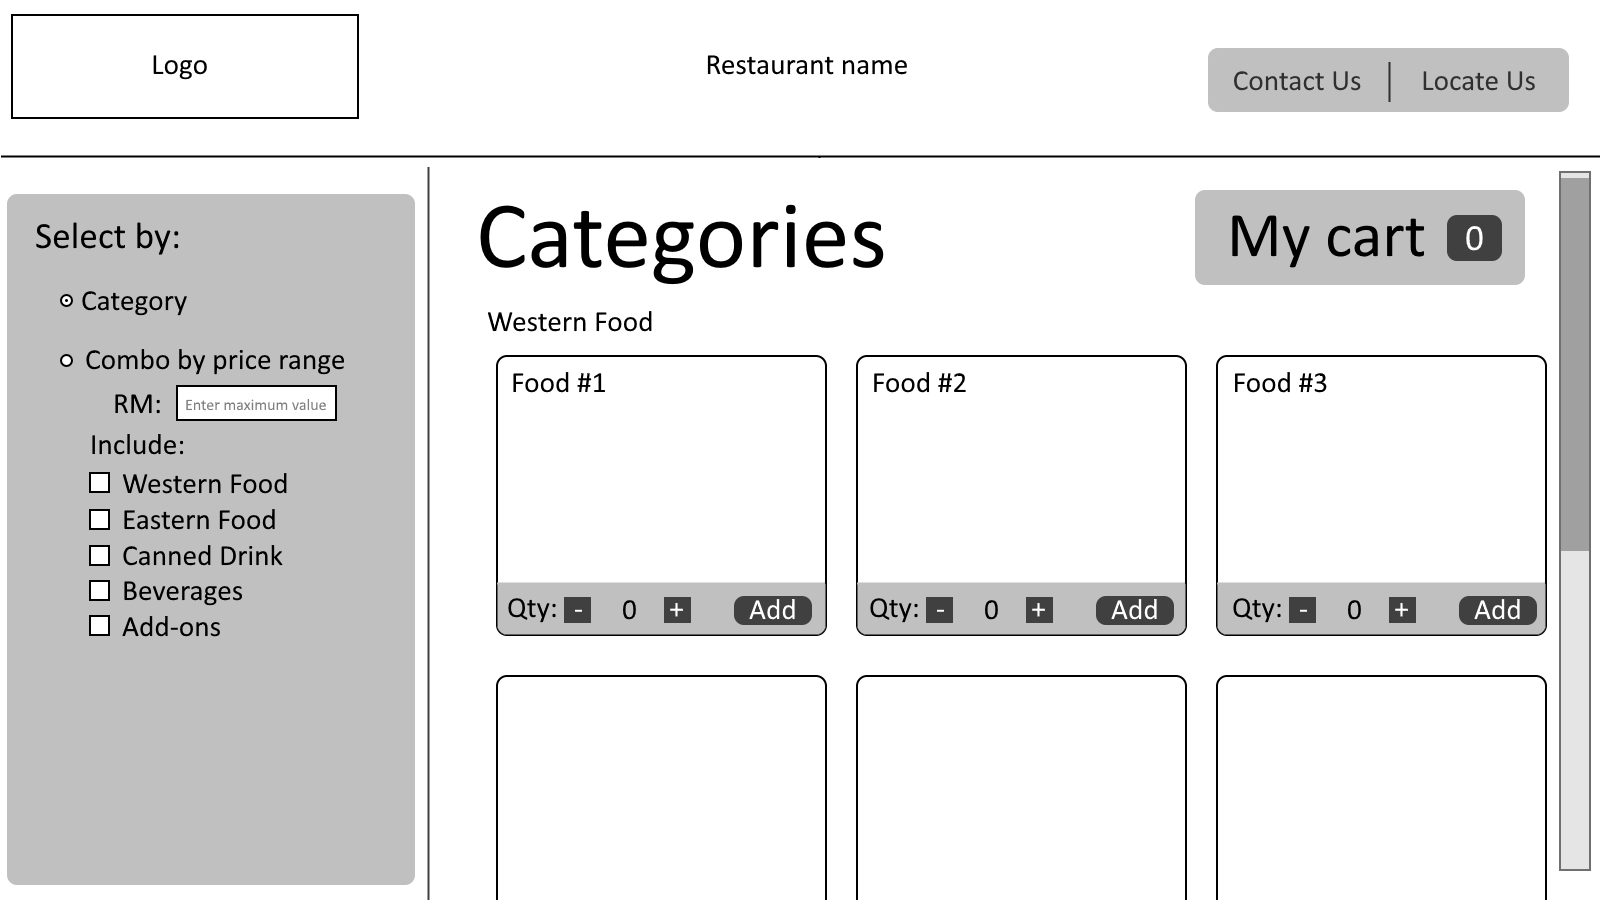 Logo
Restaurant name
Contact Us | Locate Us
Select by:
Category
Combo by price range
RM: Enter maximum value
Include:
Western Food
Eastern Food
Canned Drink
Beverages
Add-ons
Categories
My cart 0
Western Food
Food #1
Qty: - 0 + Add
Food #2
Qty: - 0 + Add
Food #3
Qty: - 0 + Add